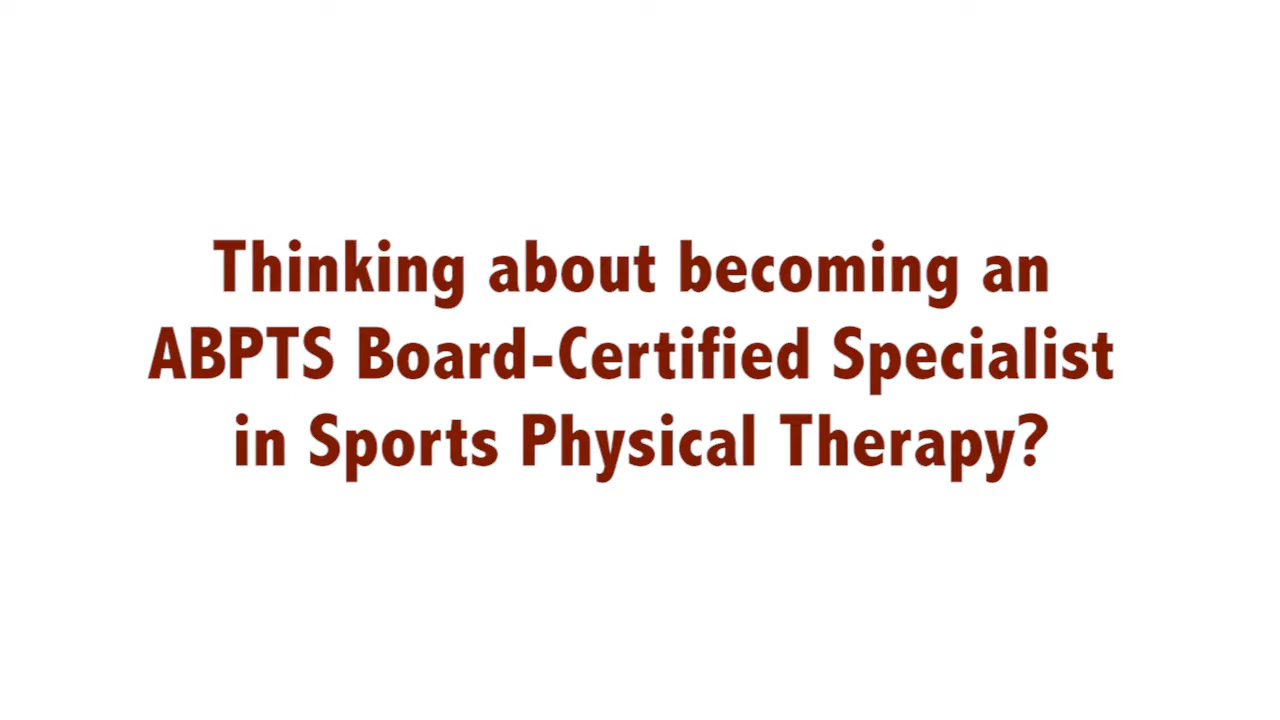 Thinking about becoming an
ABPTS Board-Certified Specialist
in Sports Physical Therapy?